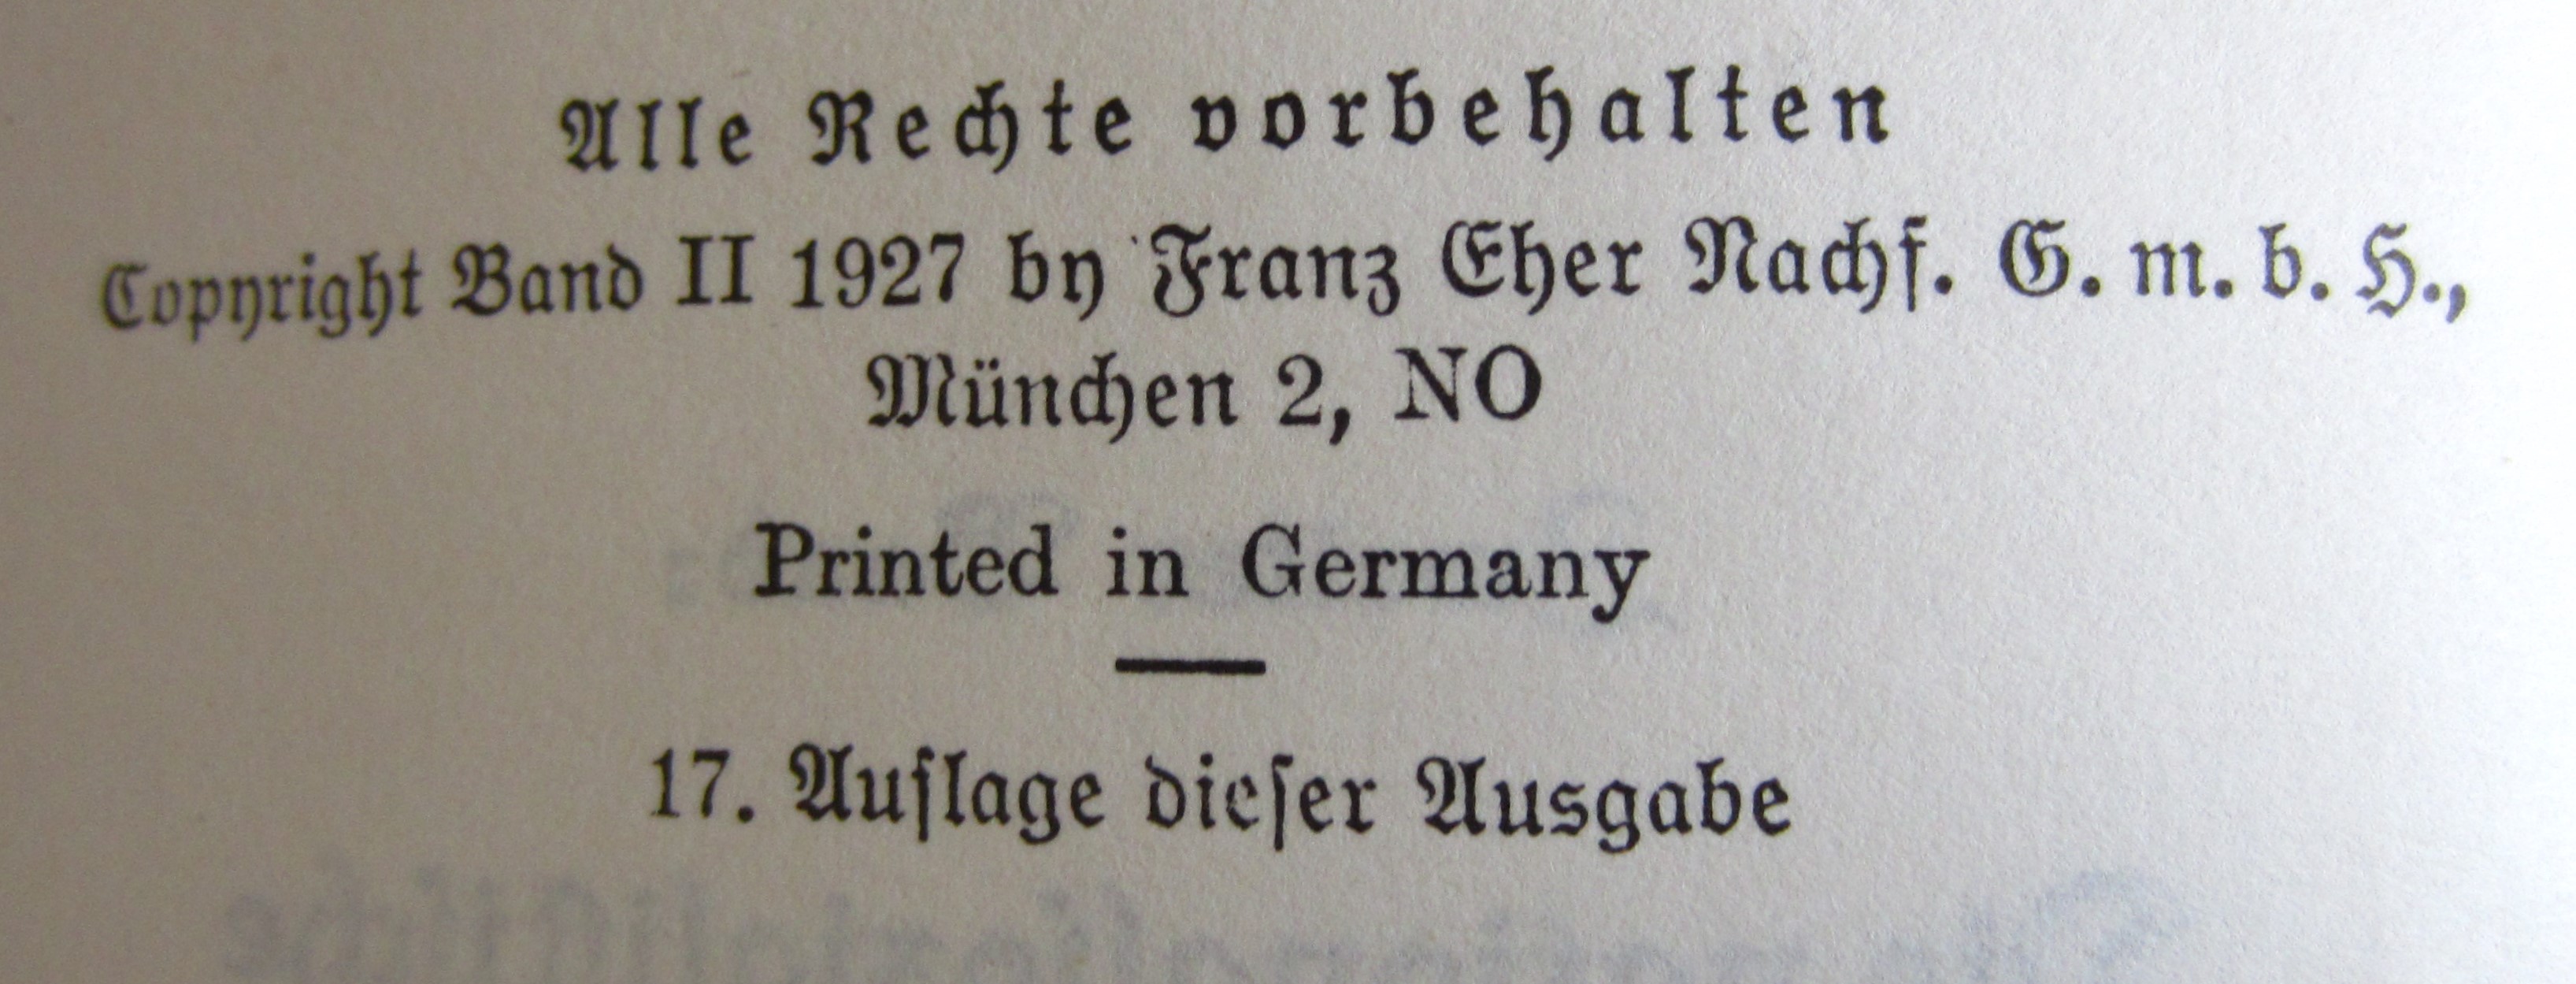 Alle Rechte vorbehalten
Copyright Band II 1927 by Franz Eher Nachf. G. m. b. H.,
München 2, NO
Printed in Germany
17. Auflage dieſer Ausgabe